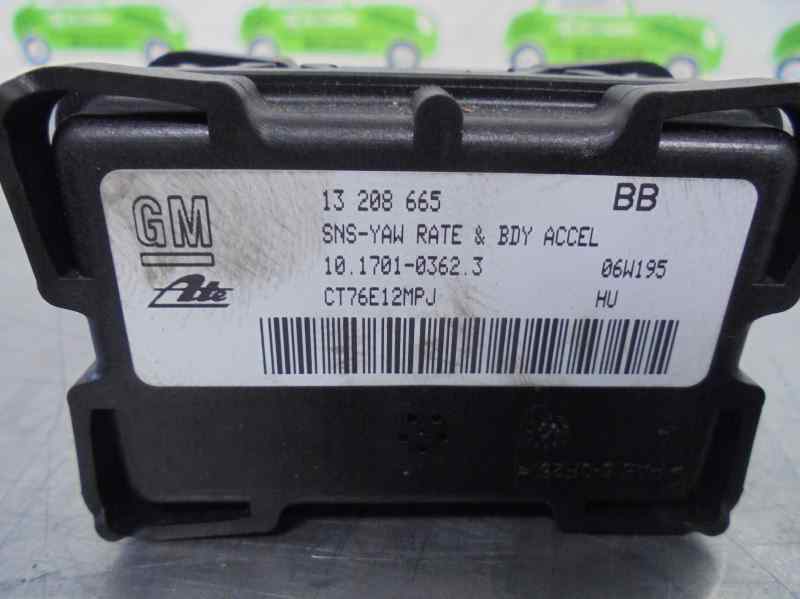 GM
13 208 665
BB
SNS-YAW RATE & BDY ACCEL
10.1701-0362.3
06W195
Ate
CT76E12MPJ
HU